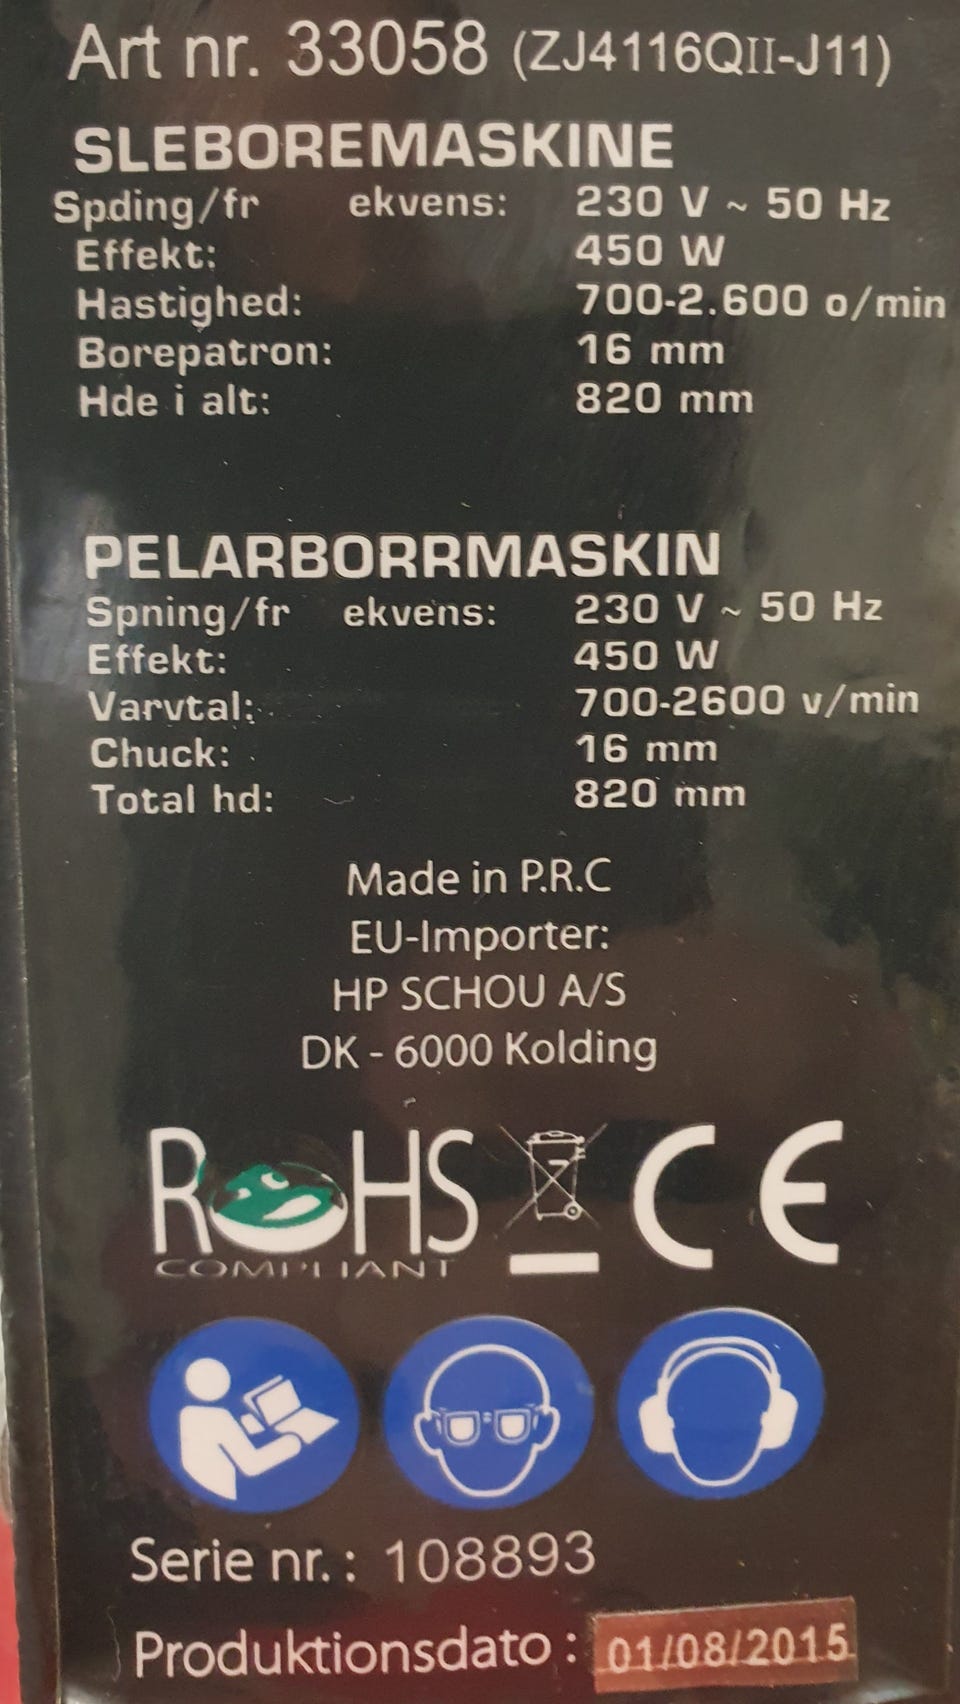 Art nr. 33058 (ZJ4116QII-J11)
SLEBOREMASKINE
Spding/fr ekvens: 230 V ~ 50 Hz
Effekt: 450 W
Hastighed: 700-2.600 o/min
Borepatron: 16 mm
Hde i alt: 820 mm
PELARBORRMASKIN
Spning/fr ekvens: 230 V ~ 50 Hz
Effekt: 450 W
Varvtal: 700-2600 v/min
Chuck: 16 mm
Total hd: 820 mm
Made in P.R.C
EU-Importer:
HP SCHOU A/S
DK - 6000 Kolding
ROHS CE
COMPLIANT
Serie nr.: 108893
Produktionsdato : 01/08/2015